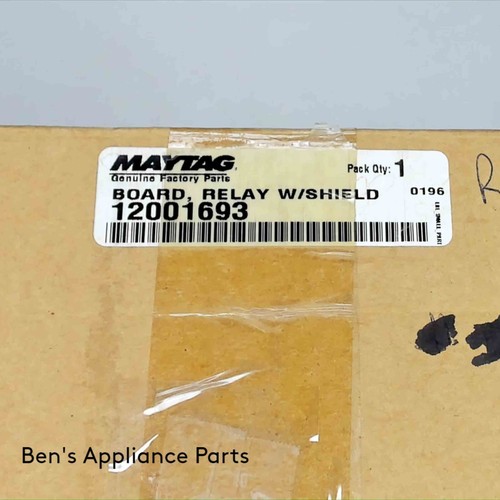 MAYTAG
Genuine Factory Parts
Pack Qty: 1
BOARD, RELAY W/SHIELD
0196
12001693
R
Ben's Appliance Parts